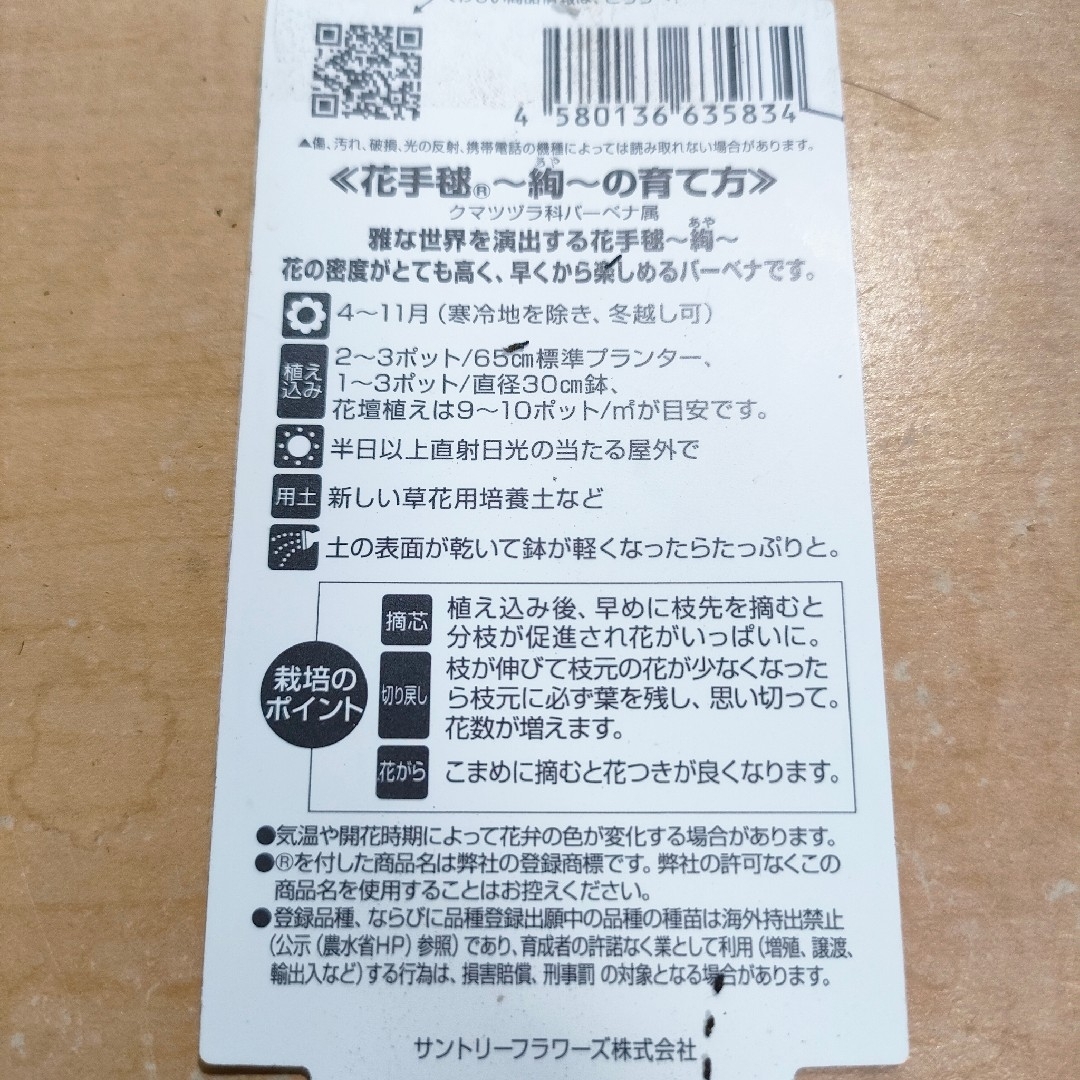 4 580136 635834
▲傷、汚れ、破損、光の反射、携帯電話の機種によっては読み取れない場合があります。
≪花手毬®～絢～の育て方≫
クマツヅラ科バーベナ属
あや
雅な世界を演出する花手毬～絢～
花の密度がとても高く、早くから楽しめるバーベナです。
4～11月（寒冷地を除き、冬越し可）
植え込み
2～3ポット/65㎝標準プランター、
1～3ポット/直径30㎝鉢、
花壇植えは9～10ポット/㎡が目安です。
半日以上直射日光の当たる屋外で
用土 新しい草花用培養土など
土の表面が乾いて鉢が軽くなったらたっぷりと。
栽培の
ポイント
摘芯 植え込み後、早めに枝先を摘むと
分枝が促進され花がいっぱいに。
切り戻し 枝が伸びて枝元の花が少なくなった
ら枝元に必ず葉を残し、思い切って。
花数が増えます。
花がら こまめに摘むと花つきが良くなります。
●気温や開花時期によって花弁の色が変化する場合があります。
●®を付した商品名は弊社の登録商標です。弊社の許可なくこの
商品名を使用することはお控えください。
●登録品種、ならびに品種登録出願中の品種の種苗は海外持出禁止
（公示（農水省HP）参照）であり、育成者の許諾なく業として利用（増殖、譲渡、
輸出入など）する行為は、損害賠償、刑事罰 の対象となる場合があります。
サントリーフラワーズ株式会社